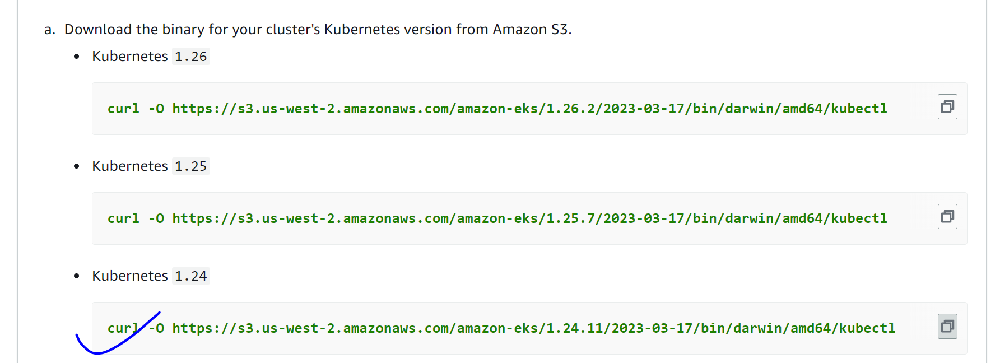 a. Download the binary for your cluster's Kubernetes version from Amazon S3.
• Kubernetes 1.26
curl -O https://s3.us-west-2.amazonaws.com/amazon-eks/1.26.2/2023-03-17/bin/darwin/amd64/kubectl
• Kubernetes 1.25
curl -O https://s3.us-west-2.amazonaws.com/amazon-eks/1.25.7/2023-03-17/bin/darwin/amd64/kubectl
• Kubernetes 1.24
curl -O https://s3.us-west-2.amazonaws.com/amazon-eks/1.24.11/2023-03-17/bin/darwin/amd64/kubectl